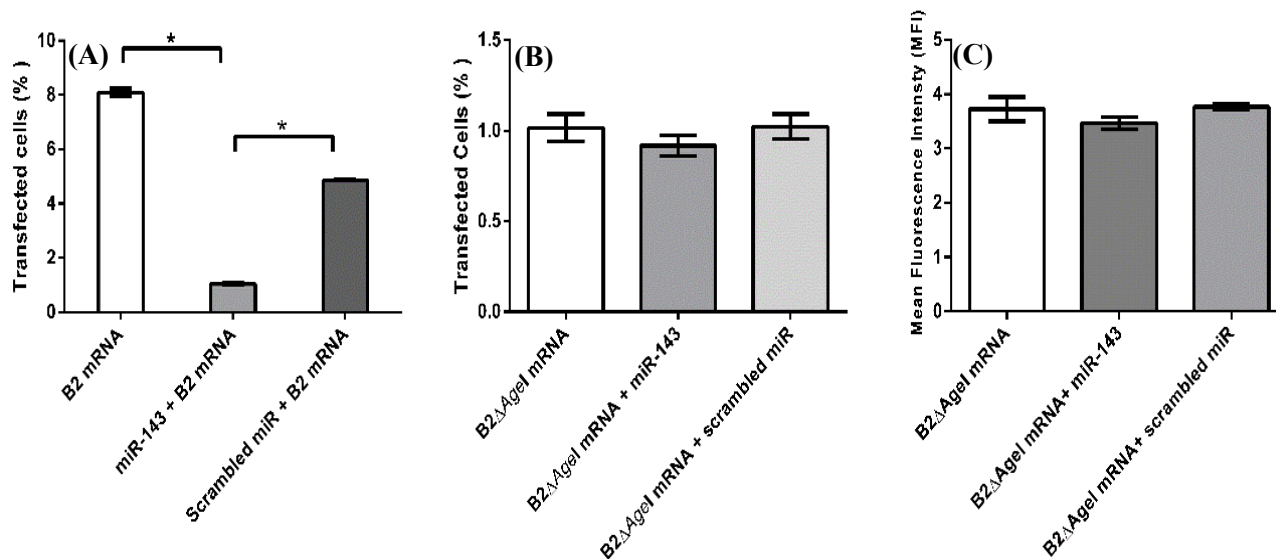 (A)
Transfected cells (%)
10
8
6
4
2
0
*
*
B2 mRNA
miR-143 + B2 mRNA
Scrambled miR + B2 mRNA
(B)
Transfected Cells (%)
1.5
1.0
0.5
0.0
B2ΔAgeI mRNA
B2ΔAgeI mRNA + miR-143
B2ΔAgeI mRNA + scrambled miR
(C)
Mean Fluorescence Intensty (MFI)
5
4
3
2
1
0
B2ΔAgeI mRNA
B2ΔAgeI mRNA+ miR-143
B2ΔAgeI mRNA+ scrambled miR